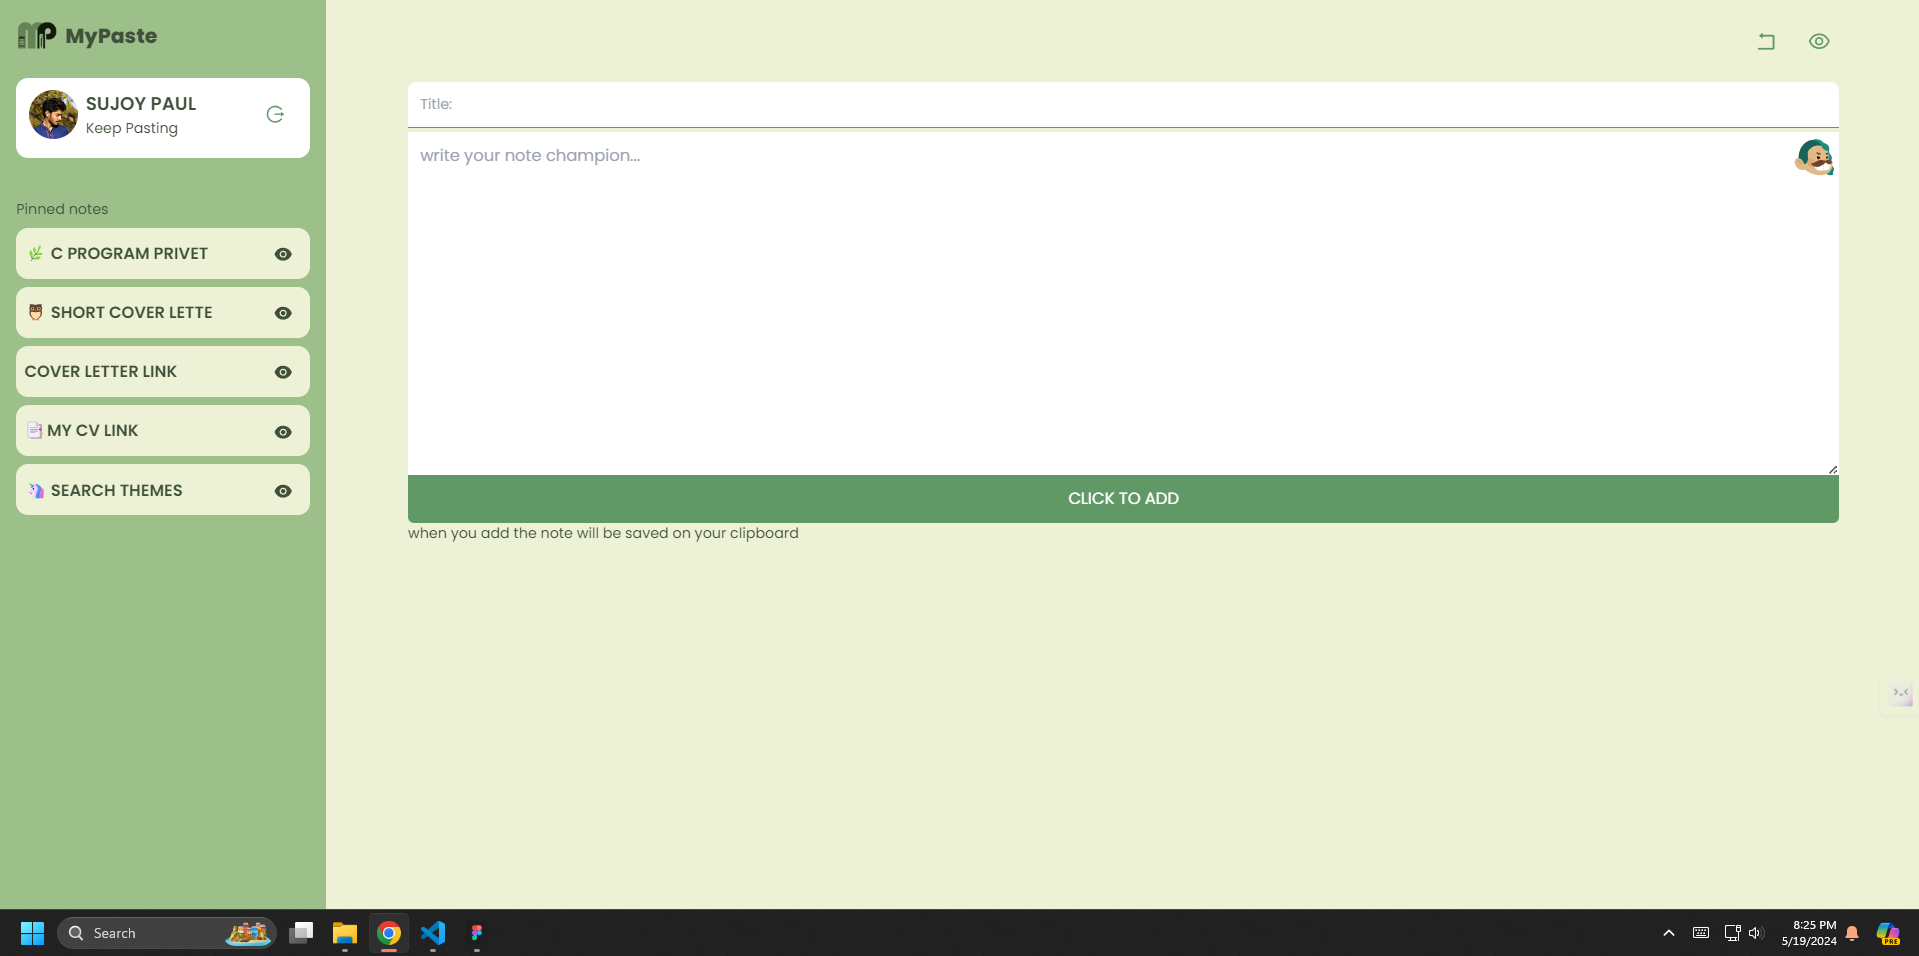 MyPaste
SUJOY PAUL
Keep Pasting
Pinned notes
🌿 C PROGRAM PRIVET
🦉 SHORT COVER LETTE
COVER LETTER LINK
📑 MY CV LINK
🦄 SEARCH THEMES
Title:
write your note champion...
CLICK TO ADD
when you add the note will be saved on your clipboard
Search
8:25 PM
5/19/2024
PRE